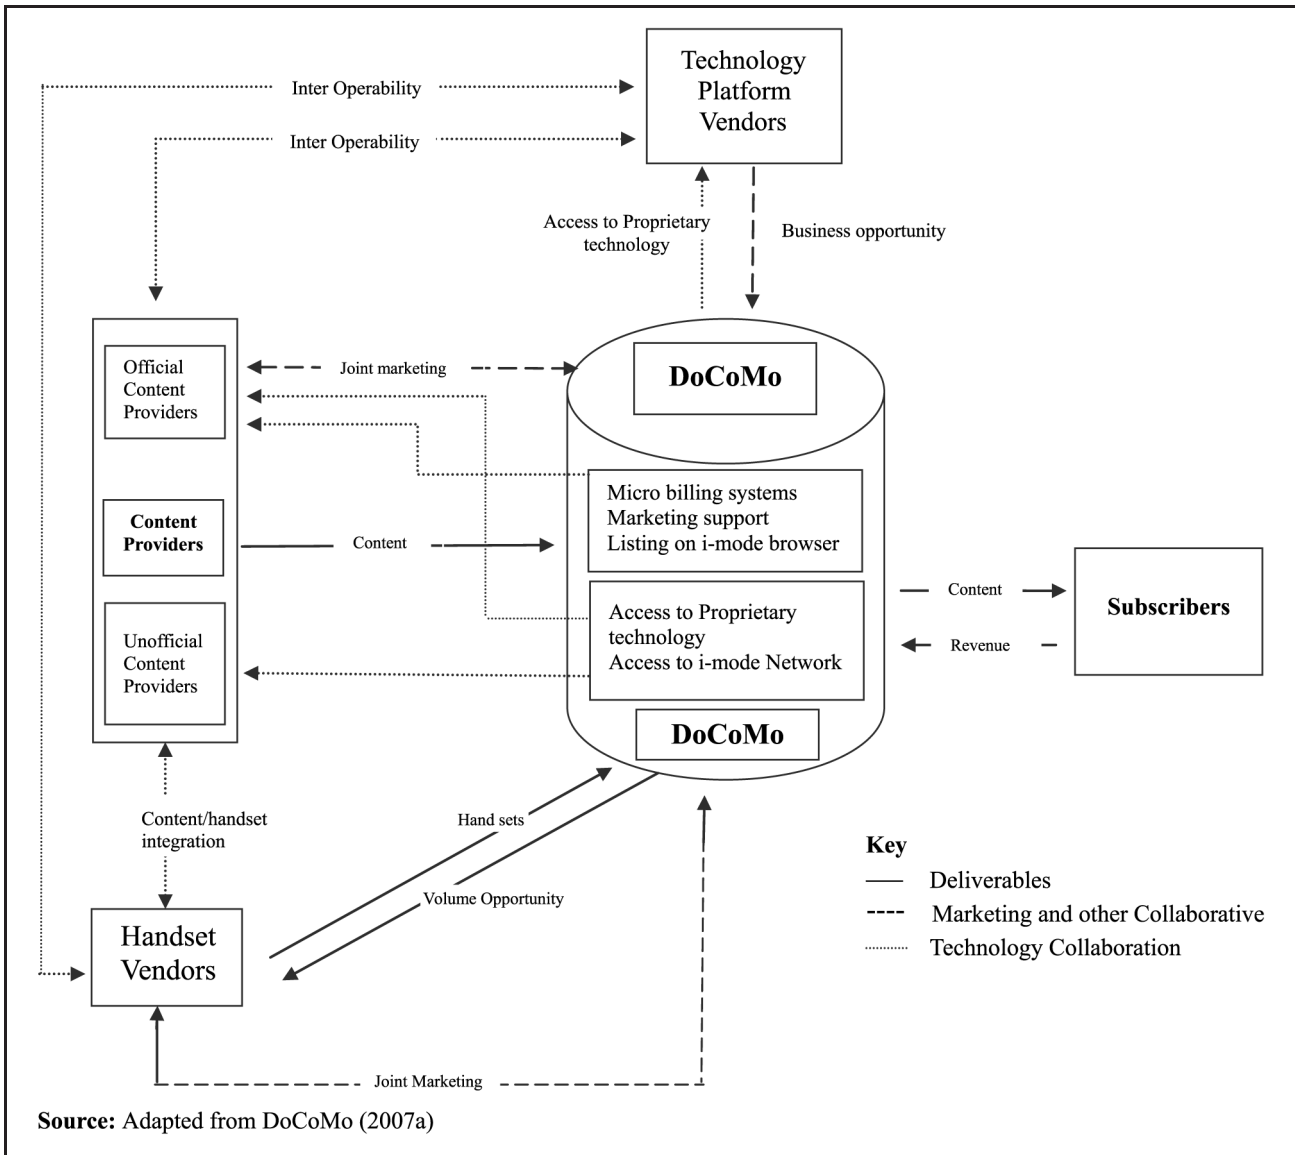 Technology
Platform
Vendors
Inter Operability
Inter Operability
Access to Proprietary
technology
Business opportunity
Official
Content
Providers
Joint marketing
DoCoMo
Micro billing systems
Marketing support
Listing on i-mode browser
Content
Providers
Content
Access to Proprietary
technology
Access to i-mode Network
Content
Revenue
Subscribers
Unofficial
Content
Providers
DoCoMo
Content/handset
integration
Hand sets
Volume Opportunity
Handset
Vendors
Joint Marketing
Key
Deliverables
Marketing and other Collaborative
Technology Collaboration
Source: Adapted from DoCoMo (2007a)